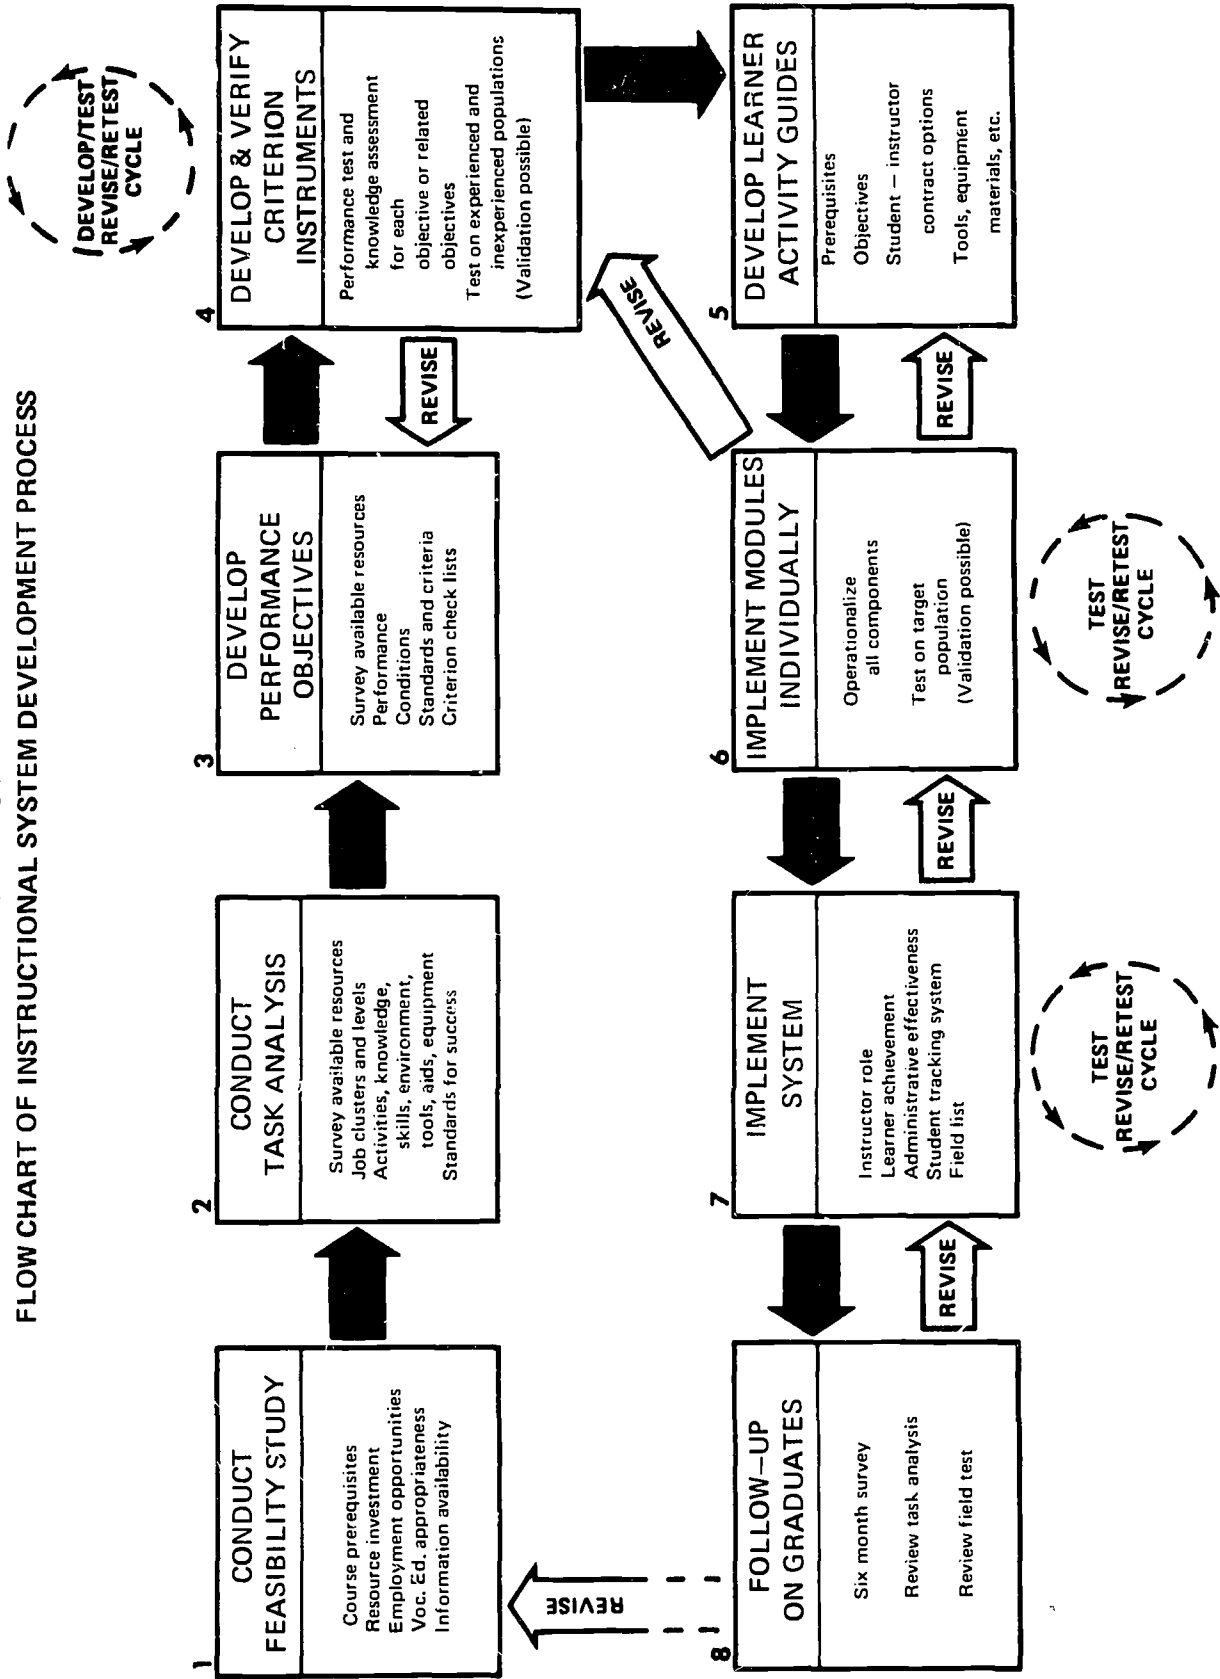 FLOW CHART OF INSTRUCTIONAL SYSTEM DEVELOPMENT PROCESS
1
CONDUCT
FEASIBILITY STUDY
Course prerequisites
Resource investment
Employment opportunities
Voc. Ed. appropriateness
Information availability
2
CONDUCT
TASK ANALYSIS
Survey available resources
Job clusters and levels
Activities, knowledge,
skills, environment,
tools, aids, equipment
Standards for success
3
DEVELOP
PERFORMANCE
OBJECTIVES
Survey available resources
Performance
Conditions
Standards and criteria
Criterion check lists
REVISE
4
DEVELOP & VERIFY
CRITERION
INSTRUMENTS
Performance test and
knowledge assessment
for each
objective or related
objectives
Test on experienced and
inexperienced populations
(Validation possible)
DEVELOP/TEST
REVISE/RETEST
CYCLE
5
DEVELOP LEARNER
ACTIVITY GUIDES
Prerequisites
Objectives
Student – instructor
contract options
Tools, equipment
materials, etc.
REVISE
REVISE
6
IMPLEMENT MODULES
INDIVIDUALLY
Operationalize
all components
Test on target
population
(Validation possible)
TEST
REVISE/RETEST
CYCLE
REVISE
7
IMPLEMENT
SYSTEM
Instructor role
Learner achievement
Administrative effectiveness
Student tracking system
Field list
TEST
REVISE/RETEST
CYCLE
REVISE
8
FOLLOW–UP
ON GRADUATES
Six month survey
Review task analysis
Review field test
REVISE